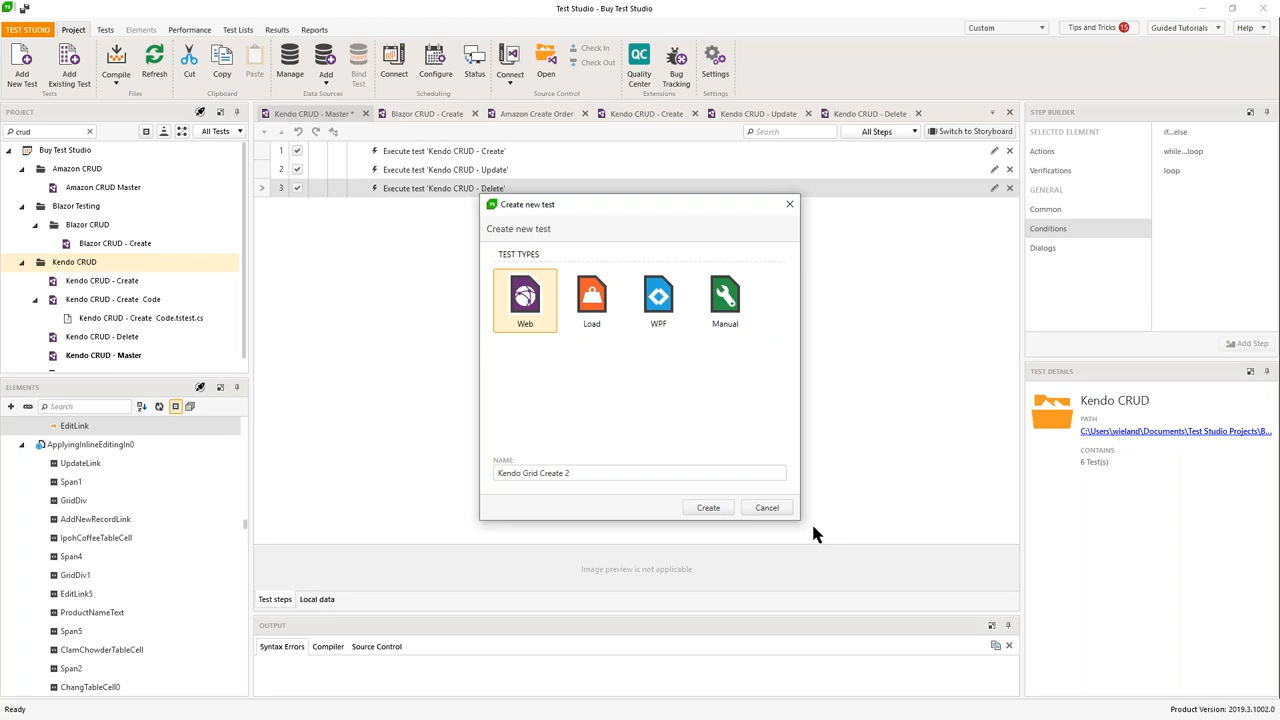 Test Studio - Buy Test Studio
TEST STUDIO Project Tests Elements Performance Test Lists Results Reports
Custom Tips and Tricks 15 Guided Tutorials Help
Add New Test
Add Existing Test
Compile
Refresh
Cut
Copy
Paste
Manage
Add
Bind Test
Connect
Configure
Status
Connect
Open
Check In
Check Out
Quality Center
Bug Tracking
Settings
Tests Files Clipboard Data Sources Scheduling Source Control Extensions Settings
PROJECT
crud
All Tests
Buy Test Studio
Amazon CRUD
Amazon CRUD Master
Blazor Testing
Blazor CRUD
Blazor CRUD - Create
Kendo CRUD
Kendo CRUD - Create
Kendo CRUD - Create Code
Kendo CRUD - Create Code.tstest.cs
Kendo CRUD - Delete
Kendo CRUD - Master
ELEMENTS
Search
EditLink
ApplyingInlineEditingIn0
UpdateLink
Span1
GridDiv
AddNewRecordLink
IpohCoffeeTableCell
Span4
GridDiv1
EditLink5
ProductNameText
Span5
ClamChowderTableCell
Span2
ChangTableCell0
Kendo CRUD - Master * Blazor CRUD - Create Amazon Create Order Kendo CRUD - Create Kendo CRUD - Update Kendo CRUD - Delete
Search All Steps Switch to Storyboard
1 Execute test 'Kendo CRUD - Create'
2 Execute test 'Kendo CRUD - Update'
3 Execute test 'Kendo CRUD - Delete'
Create new test
Create new test
TEST TYPES
Web Load WPF Manual
NAME:
Kendo Grid Create 2
Create Cancel
Image preview is not applicable
Test steps Local data
OUTPUT
Syntax Errors Compiler Source Control
STEP BUILDER
SELECTED ELEMENT
Actions
Verifications
GENERAL
Common
Conditions
Dialogs
if...else
while...loop
loop
Add Step
TEST DETAILS
Kendo CRUD
PATH
C:\Users\wieland\Documents\Test Studio Projects\B...
CONTAINS
6 Test(s)
Ready
Product Version: 2019.3.1002.0